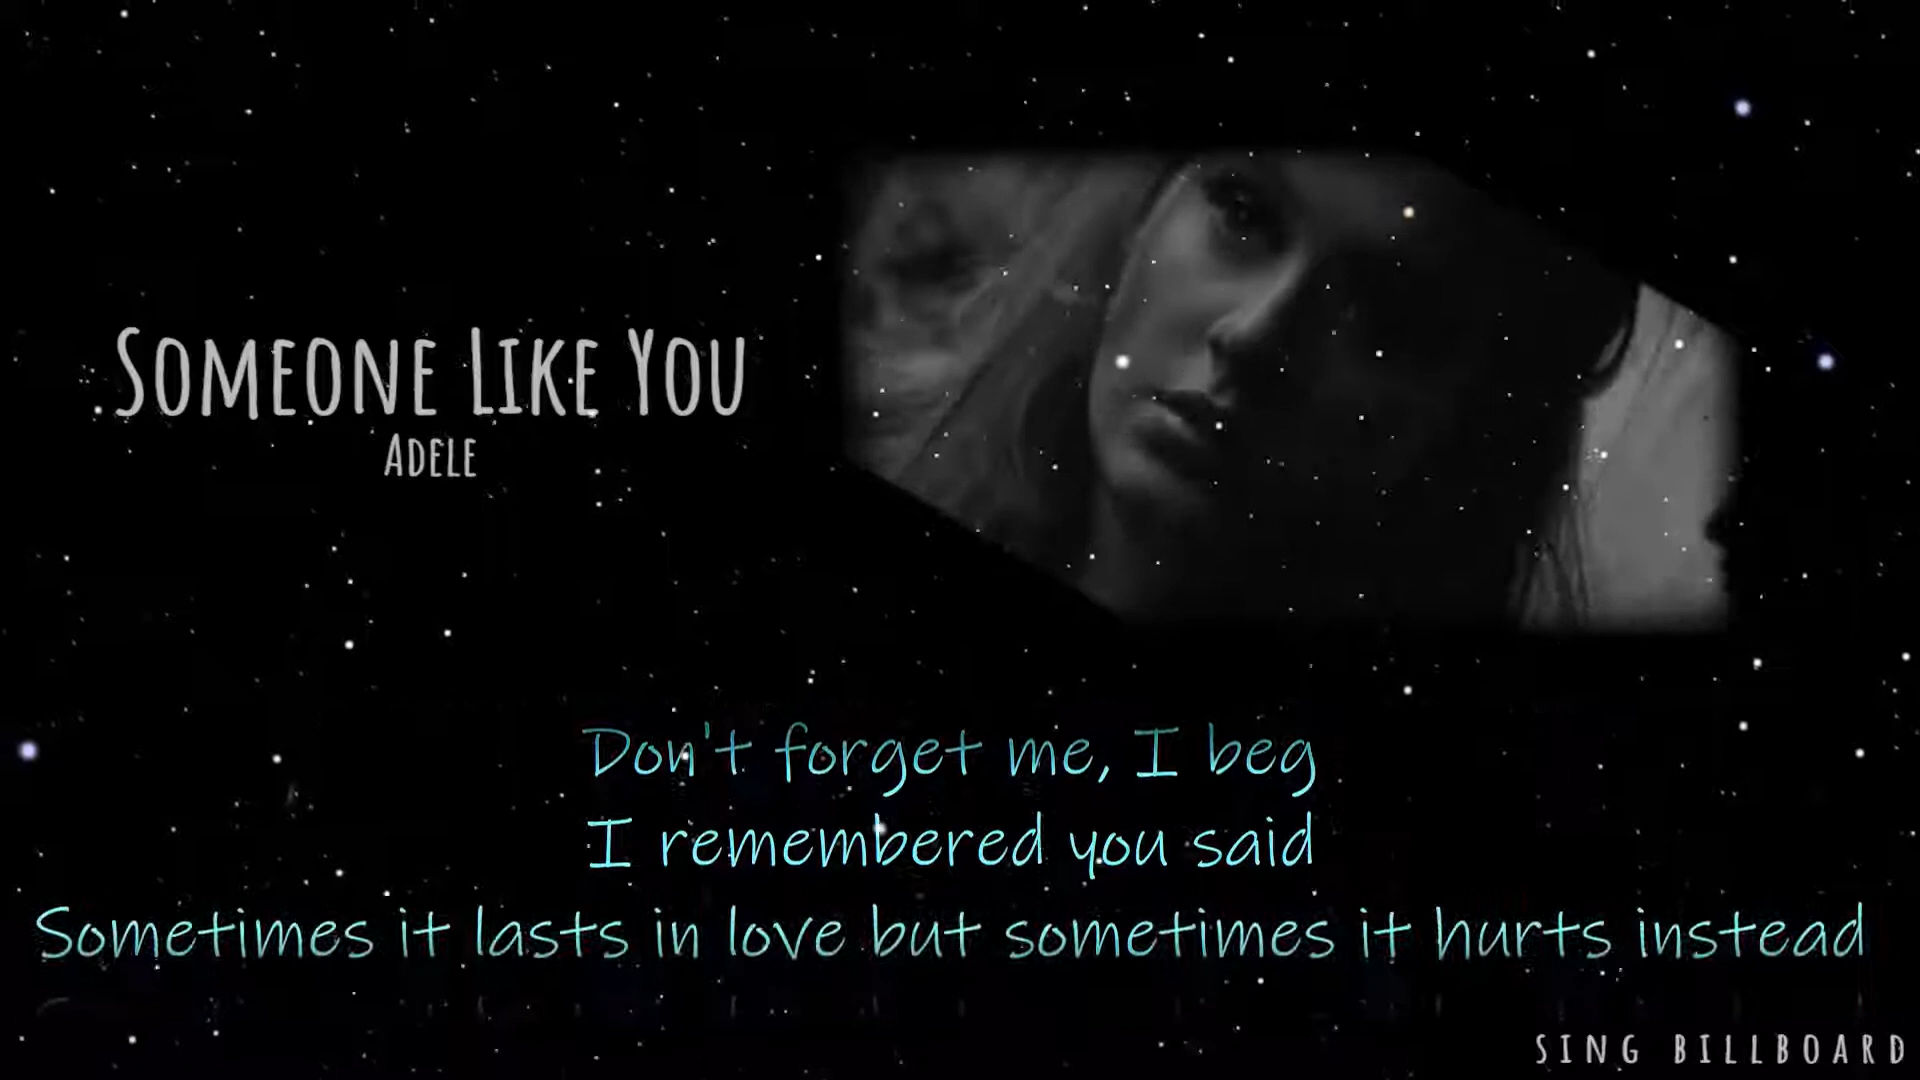 Someone Like You
Adele
Don't forget me, I beg
I remembered you said
Sometimes it lasts in love but sometimes it hurts instead
SING BILLBOARD